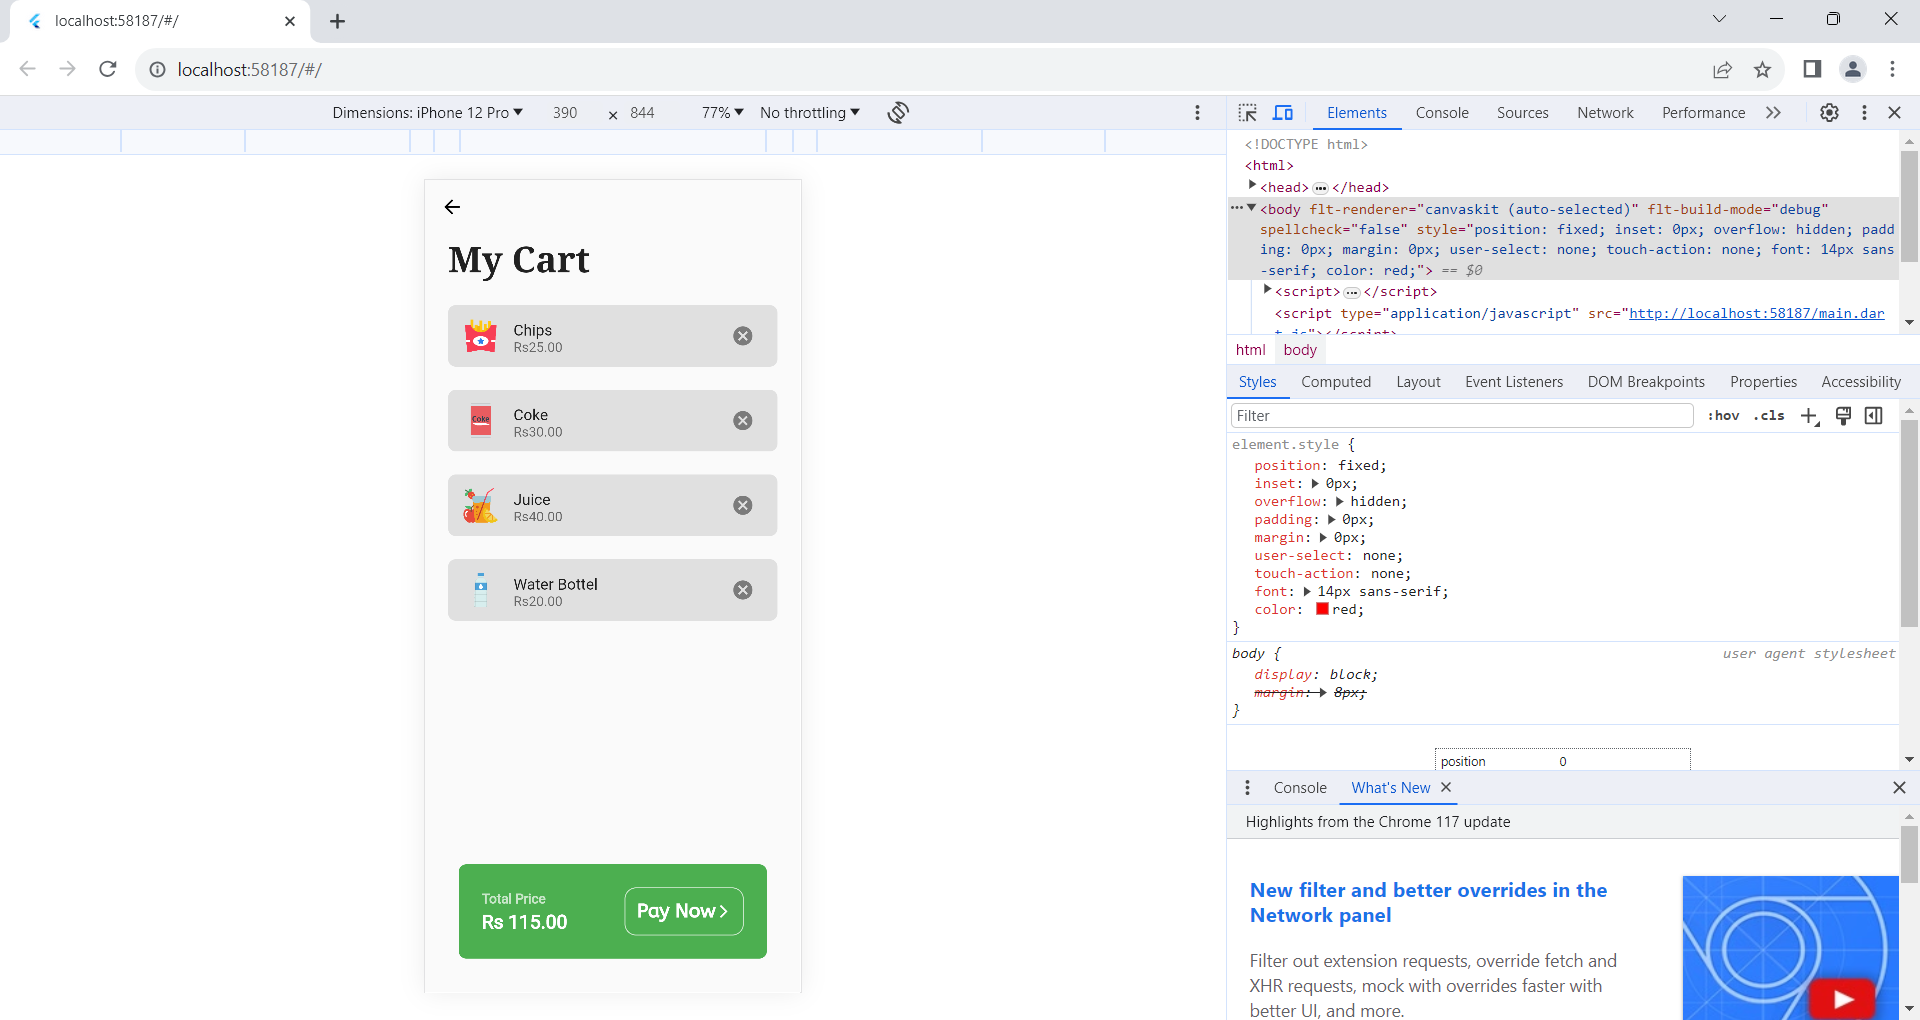 localhost:58187/#/
localhost:58187/#/
Dimensions: iPhone 12 Pro 390 × 844 77% No throttling
My Cart
Chips
Rs25.00
Coke
Coke
Rs30.00
Juice
Rs40.00
Water Bottel
Rs20.00
Total Price
Rs 115.00
Pay Now
Elements Console Sources Network Performance
<!DOCTYPE html>
<html>
<head> ••• </head>
••• <body flt-renderer="canvaskit (auto-selected)" flt-build-mode="debug"
spellcheck="false" style="position: fixed; inset: 0px; overflow: hidden; padd
ing: 0px; margin: 0px; user-select: none; touch-action: none; font: 14px sans
-serif; color: red;"> == $0
<script> ••• </script>
<script type="application/javascript" src="http://localhost:58187/main.dar
t.js"></script>
html body
Styles Computed Layout Event Listeners DOM Breakpoints Properties Accessibility
Filter :hov .cls
element.style {
position: fixed;
inset: 0px;
overflow: hidden;
padding: 0px;
margin: 0px;
user-select: none;
touch-action: none;
font: 14px sans-serif;
color: red;
}
body { user agent stylesheet
display: block;
margin: 8px;
}
position 0
Console What's New
Highlights from the Chrome 117 update
New filter and better overrides in the
Network panel
Filter out extension requests, override fetch and
XHR requests, mock with overrides faster with
better UI, and more.